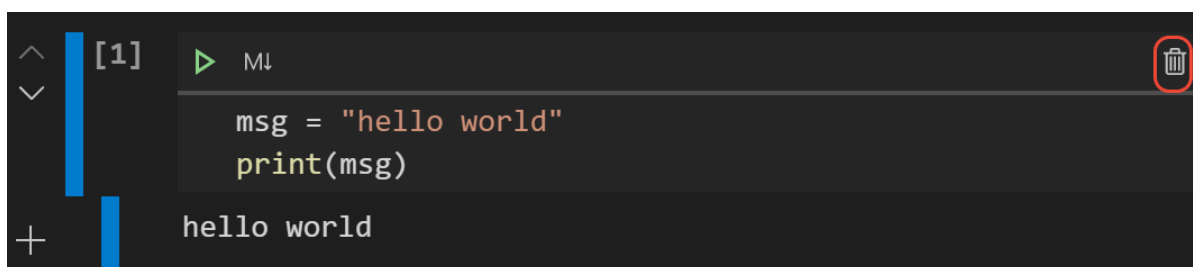 [1]
M↓
msg = "hello world"
print(msg)
hello world